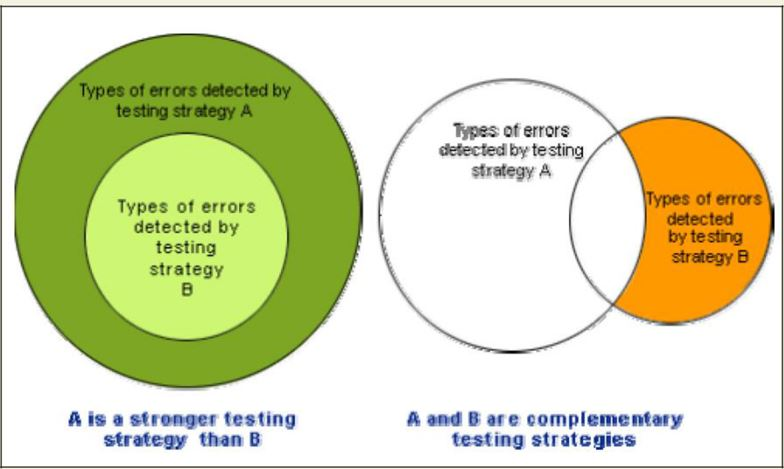 Types of errors detected by
testing strategy A
Types of errors
detected by
testing
strategy
B
A is a stronger testing
strategy than B
Types of errors
detected by testing
strategy A
Types of errors
detected
by testing
strategy B
A and B are complementary
testing strategies